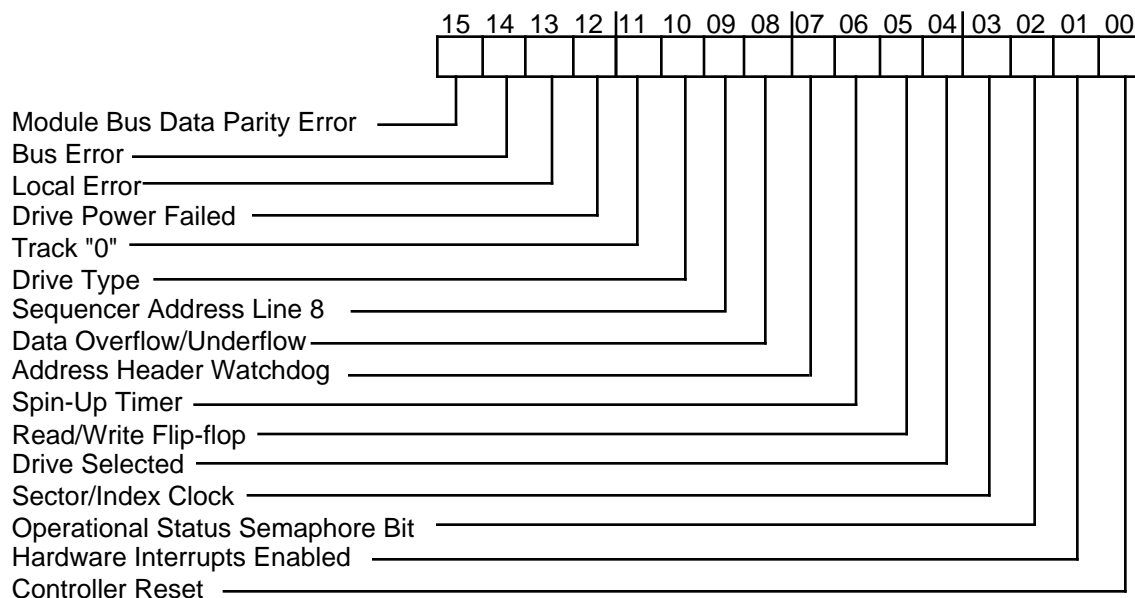 15 14 13 12 11 10 09 08 07 06 05 04 03 02 01 00
Module Bus Data Parity Error
Bus Error
Local Error
Drive Power Failed
Track "0"
Drive Type
Sequencer Address Line 8
Data Overflow/Underflow
Address Header Watchdog
Spin-Up Timer
Read/Write Flip-flop
Drive Selected
Sector/Index Clock
Operational Status Semaphore Bit
Hardware Interrupts Enabled
Controller Reset